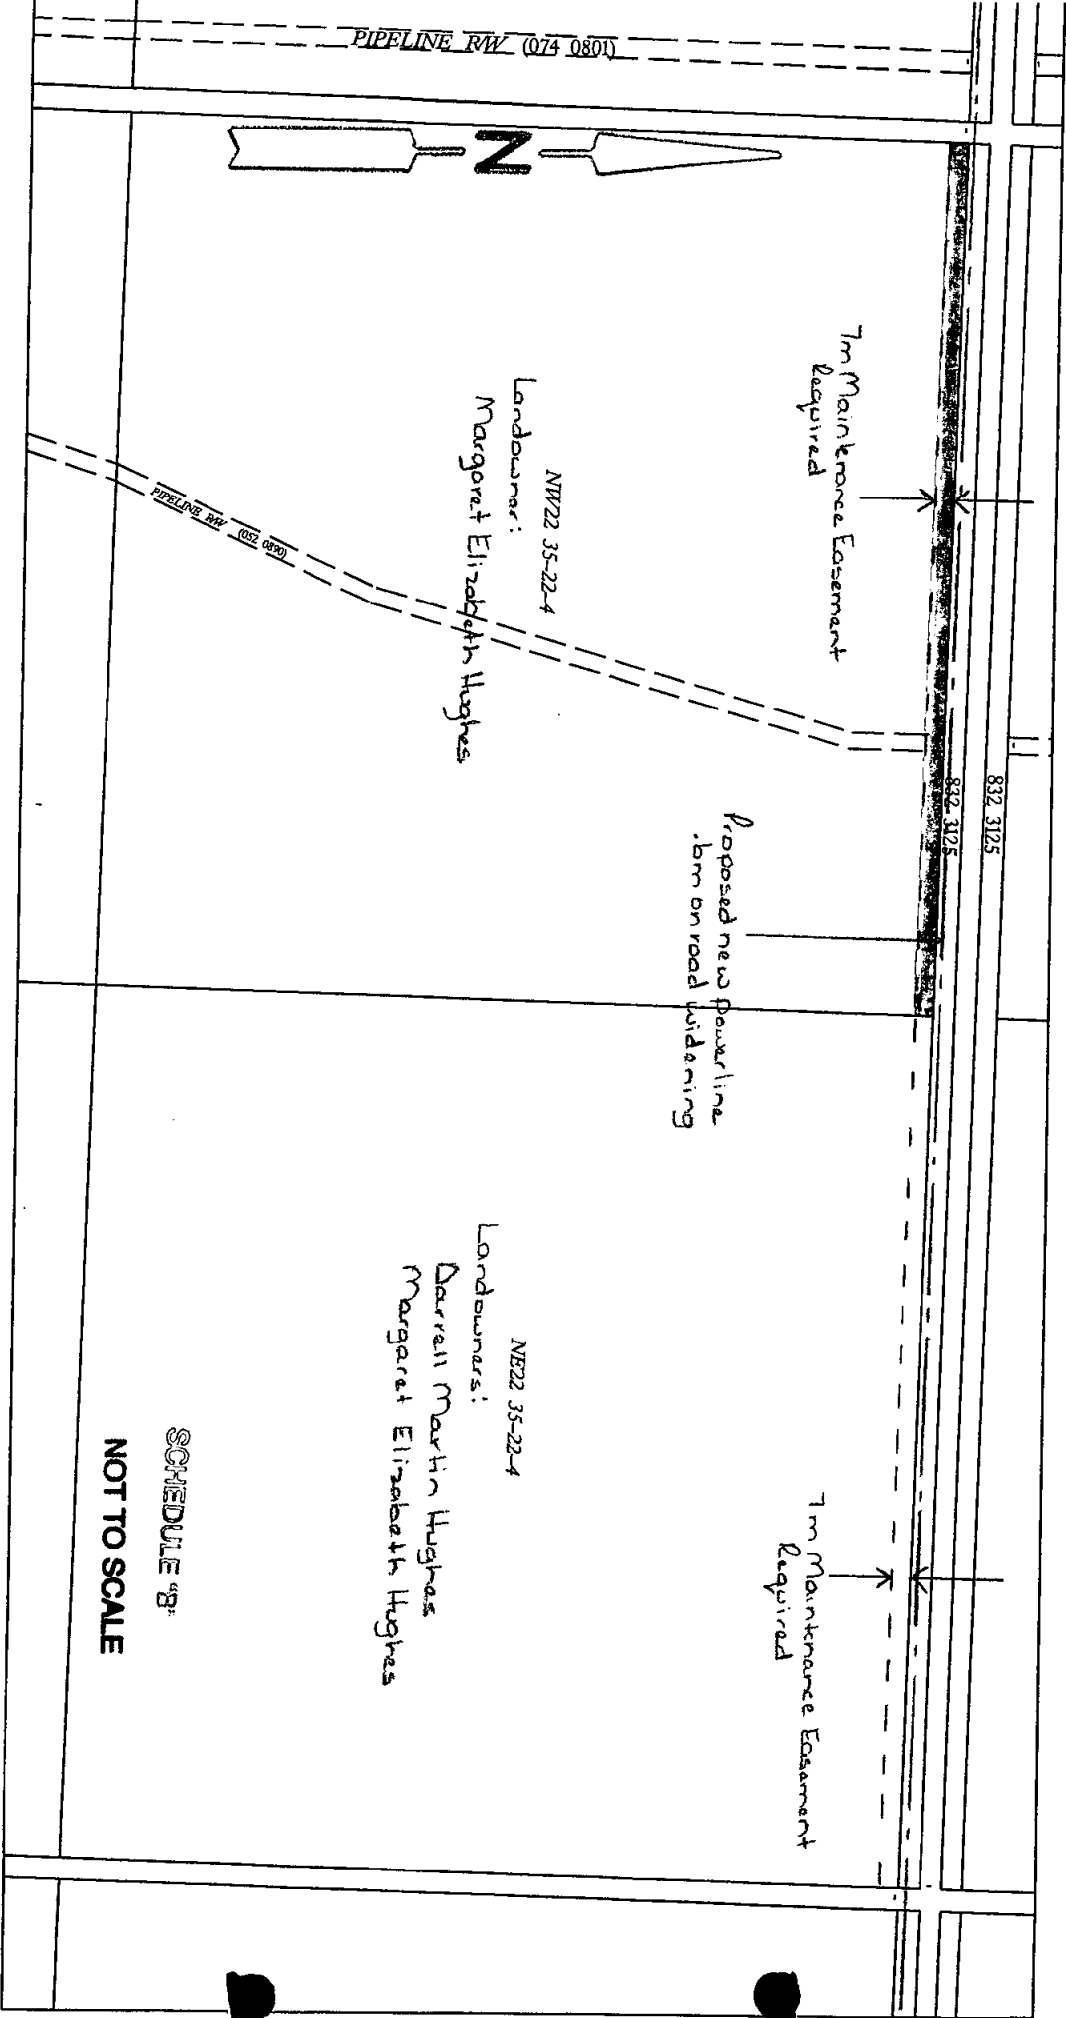 PIPELINE R/W (074 0801)
N
7m Maintenance Easement
Required
832 3125
832 3125
NW22 35-22-4
Landowner:
Margaret Elizabeth Hughes
PIPELINE R/W (052 0890)
Proposed new powerline
.6m on road widening
7m Maintenance Easement
Required
NE22 35-22-4
Landowners:
Darrell Martin Hughes
Margaret Elizabeth Hughes
SCHEDULE "B"
NOT TO SCALE